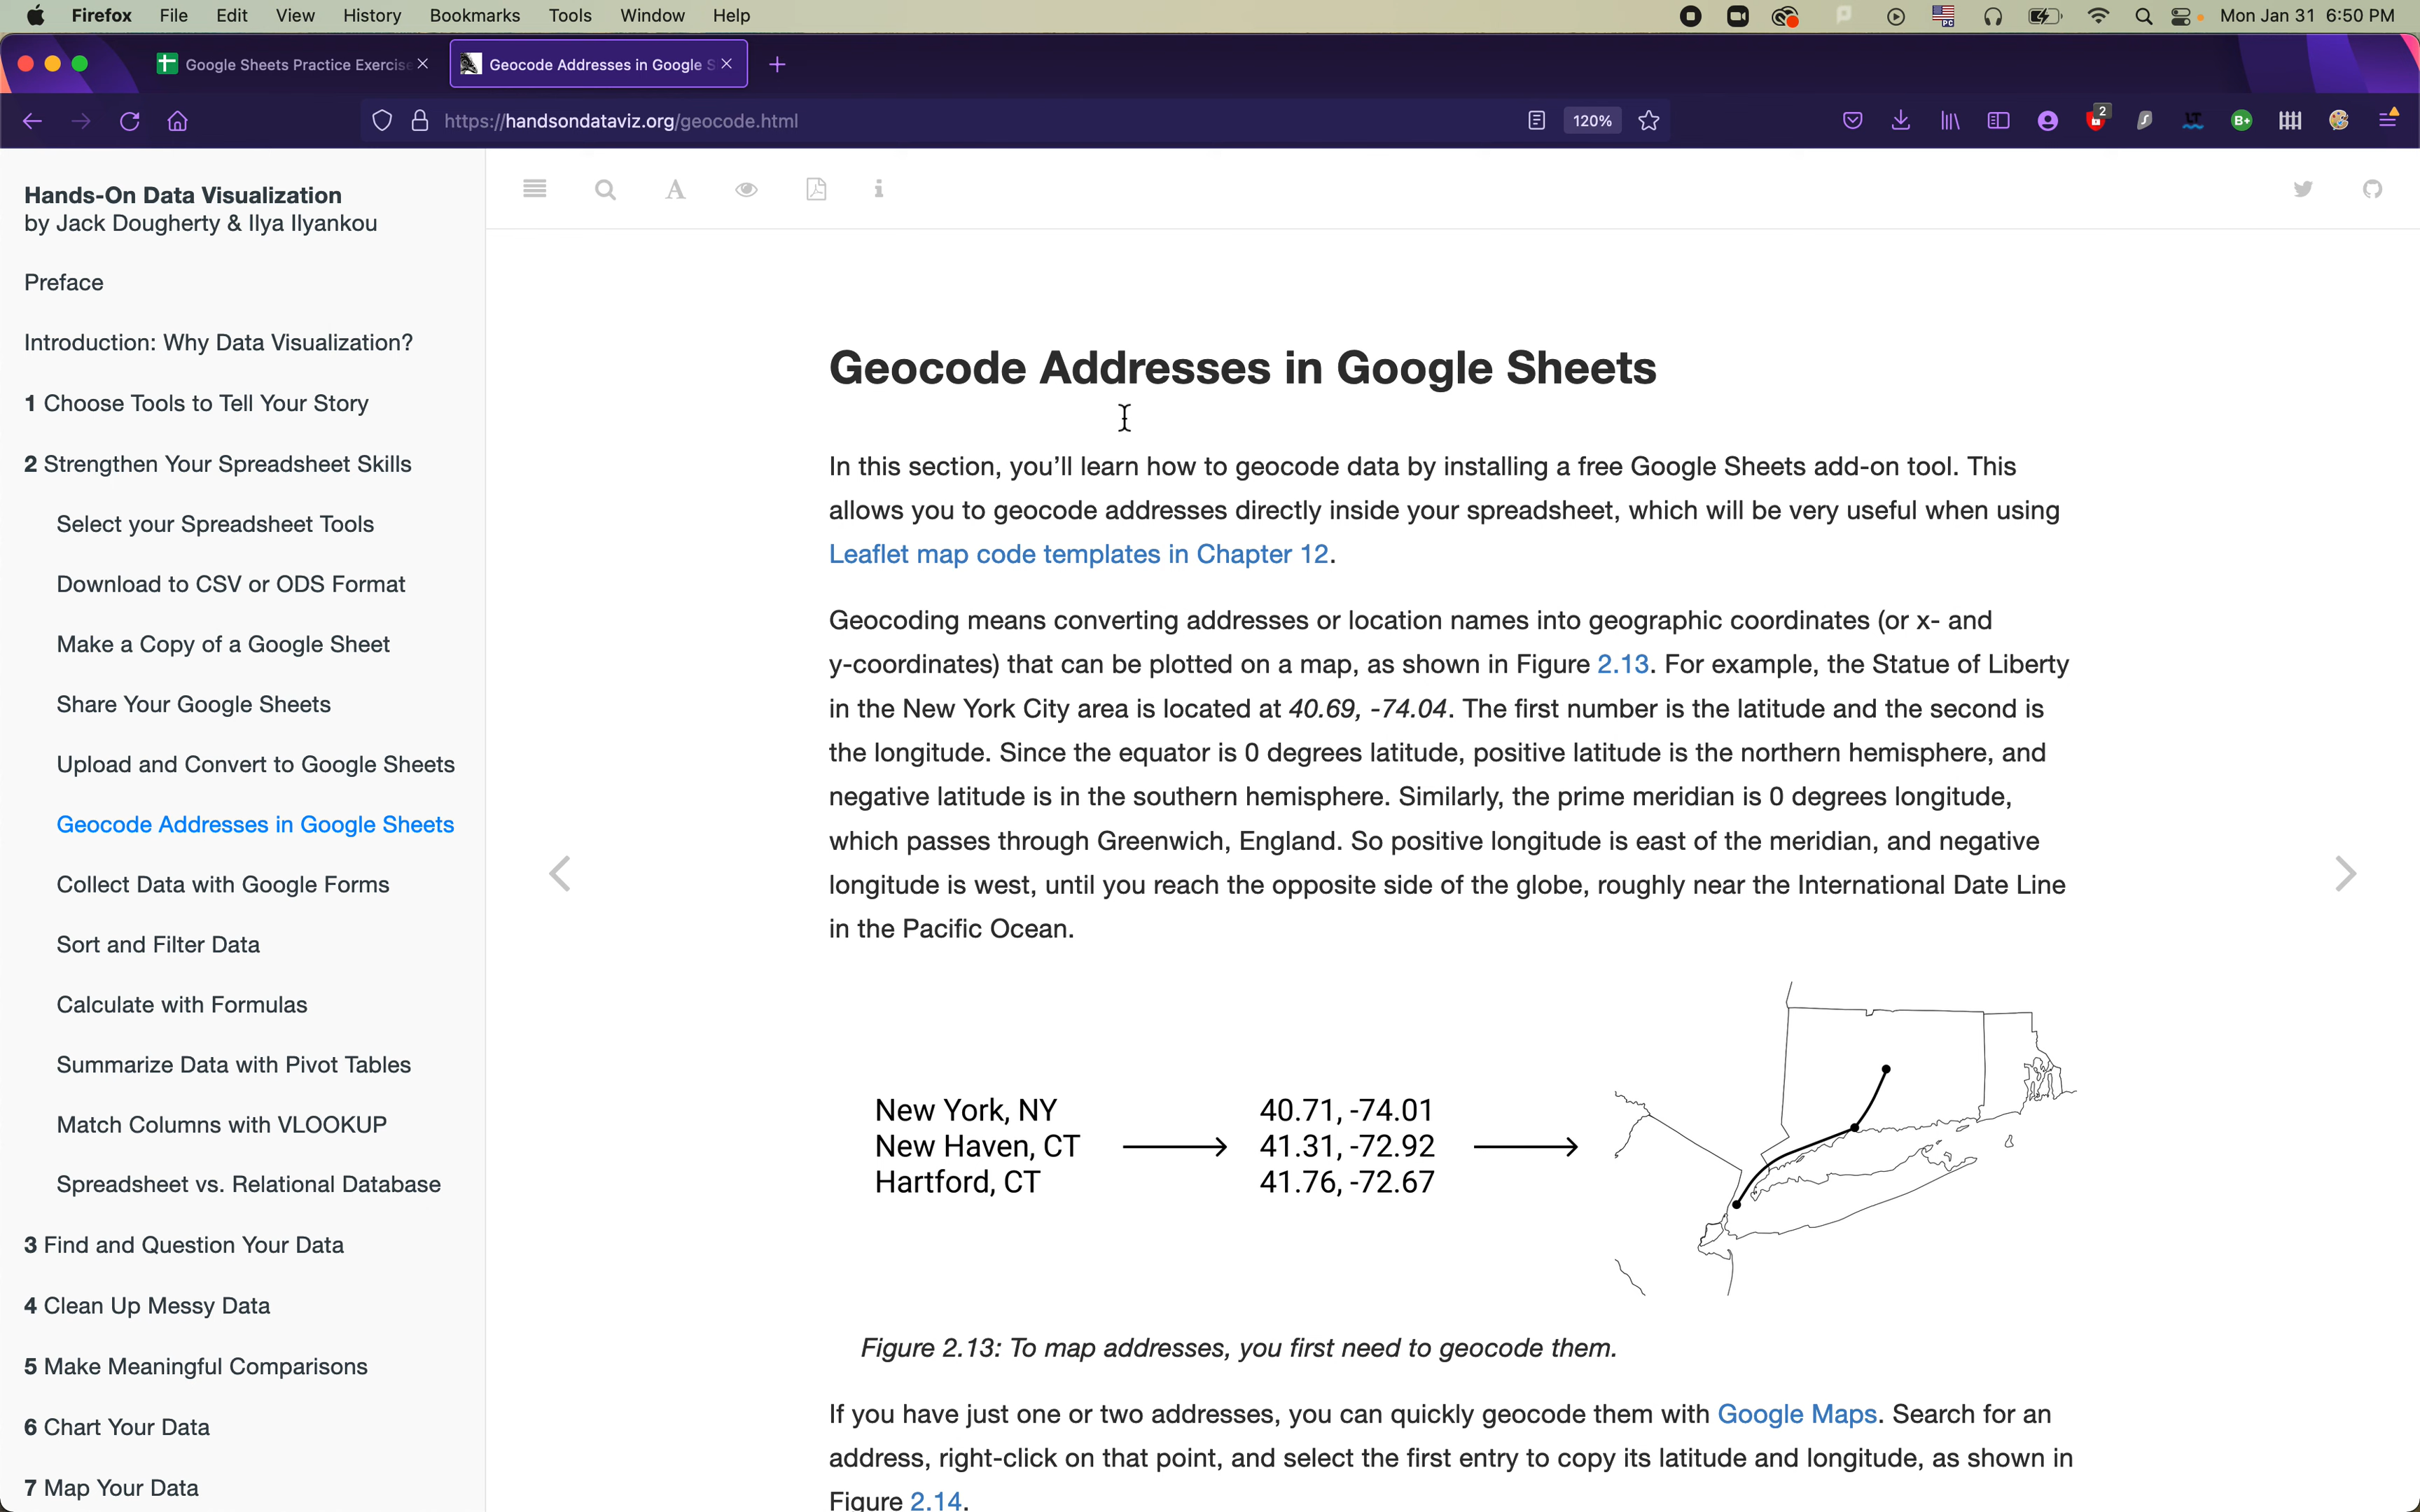 Firefox File Edit View History Bookmarks Tools Window Help Mon Jan 31 6:50 PM
Google Sheets Practice Exercise Geocode Addresses in Google S
https://handsondataviz.org/geocode.html 120% 2
Hands-On Data Visualization
by Jack Dougherty & Ilya Ilyankou
Preface
Introduction: Why Data Visualization?
1 Choose Tools to Tell Your Story
2 Strengthen Your Spreadsheet Skills
Select your Spreadsheet Tools
Download to CSV or ODS Format
Make a Copy of a Google Sheet
Share Your Google Sheets
Upload and Convert to Google Sheets
Geocode Addresses in Google Sheets
Collect Data with Google Forms
Sort and Filter Data
Calculate with Formulas
Summarize Data with Pivot Tables
Match Columns with VLOOKUP
Spreadsheet vs. Relational Database
3 Find and Question Your Data
4 Clean Up Messy Data
5 Make Meaningful Comparisons
6 Chart Your Data
7 Map Your Data
Geocode Addresses in Google Sheets
In this section, you’ll learn how to geocode data by installing a free Google Sheets add-on tool. This
allows you to geocode addresses directly inside your spreadsheet, which will be very useful when using
Leaflet map code templates in Chapter 12.
Geocoding means converting addresses or location names into geographic coordinates (or x- and
y-coordinates) that can be plotted on a map, as shown in Figure 2.13. For example, the Statue of Liberty
in the New York City area is located at 40.69, -74.04. The first number is the latitude and the second is
the longitude. Since the equator is 0 degrees latitude, positive latitude is the northern hemisphere, and
negative latitude is in the southern hemisphere. Similarly, the prime meridian is 0 degrees longitude,
which passes through Greenwich, England. So positive longitude is east of the meridian, and negative
longitude is west, until you reach the opposite side of the globe, roughly near the International Date Line
in the Pacific Ocean.
New York, NY 40.71, -74.01
New Haven, CT 41.31, -72.92
Hartford, CT 41.76, -72.67
Figure 2.13: To map addresses, you first need to geocode them.
If you have just one or two addresses, you can quickly geocode them with Google Maps. Search for an
address, right-click on that point, and select the first entry to copy its latitude and longitude, as shown in
Figure 2.14.